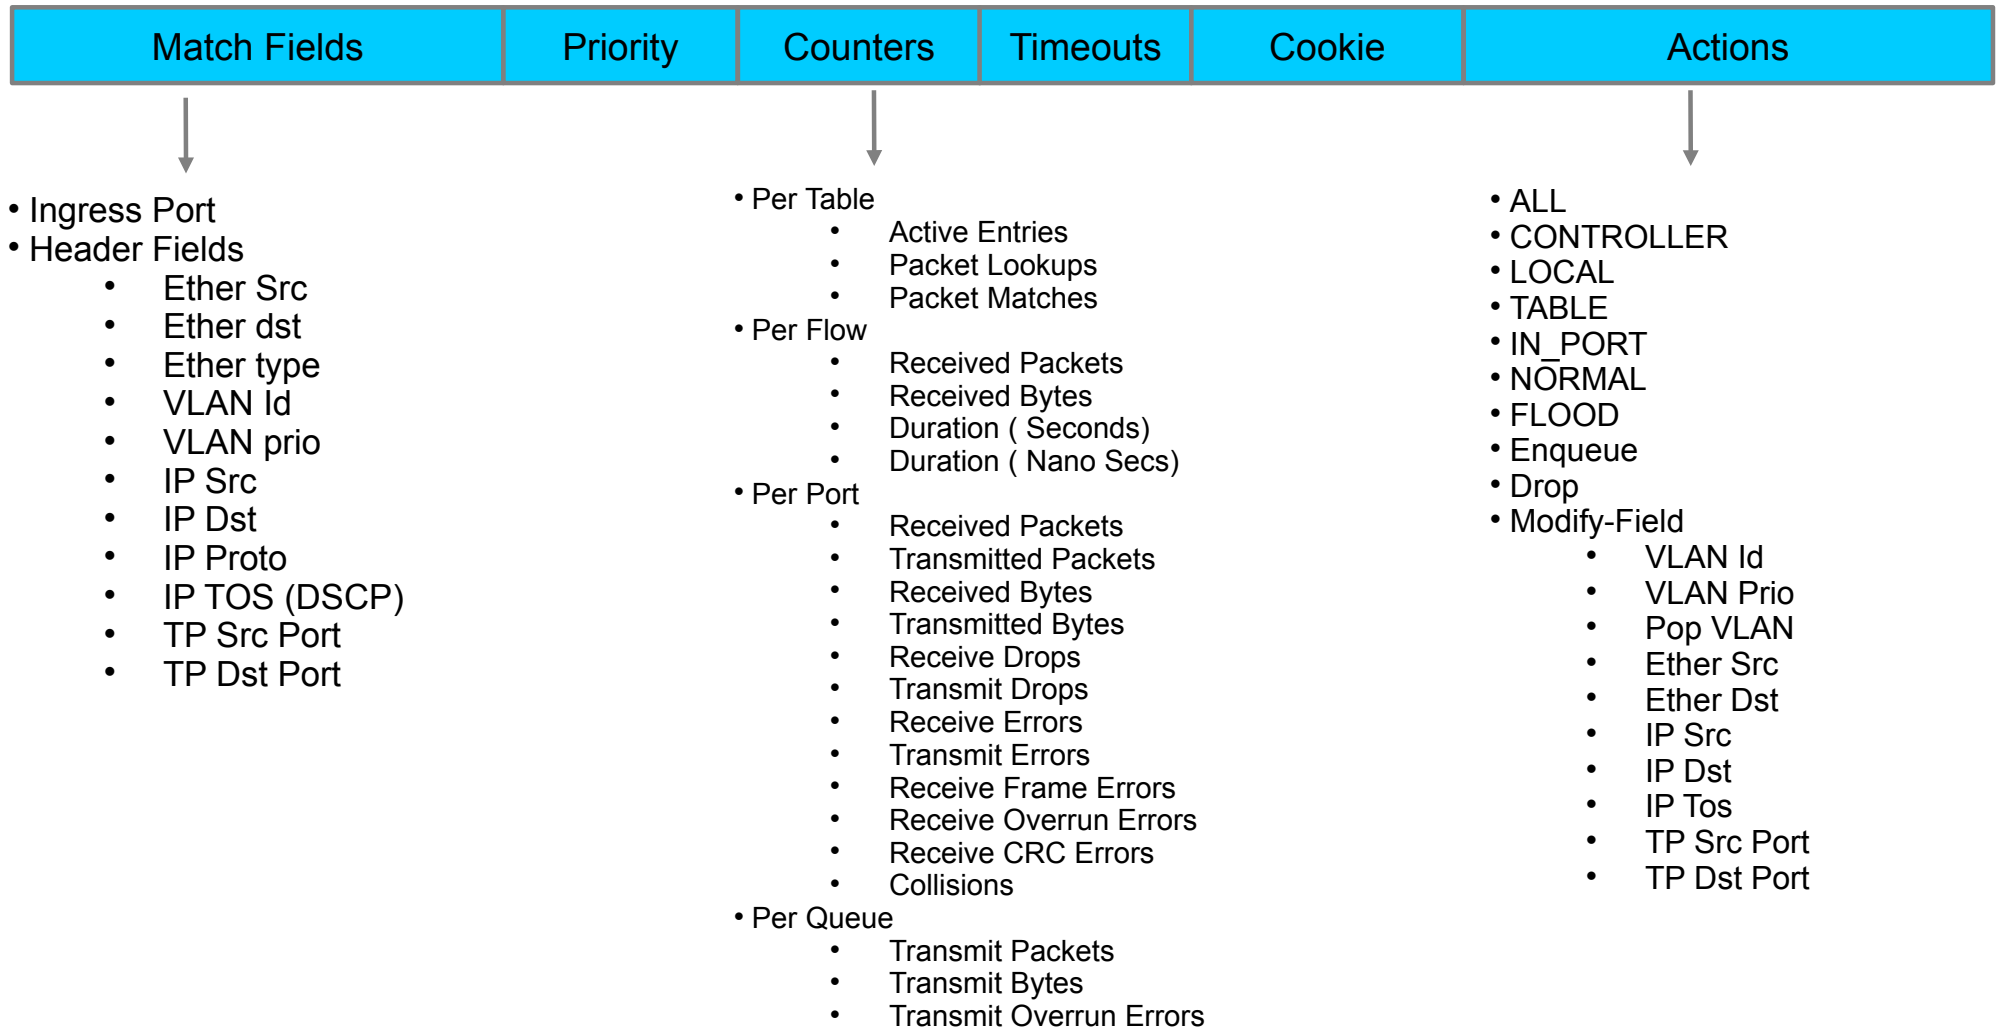 Match Fields
Priority
Counters
Timeouts
Cookie
Actions
• Ingress Port
• Header Fields
• Ether Src
• Ether dst
• Ether type
• VLAN Id
• VLAN prio
• IP Src
• IP Dst
• IP Proto
• IP TOS (DSCP)
• TP Src Port
• TP Dst Port
• Per Table
• Active Entries
• Packet Lookups
• Packet Matches
• Per Flow
• Received Packets
• Received Bytes
• Duration ( Seconds)
• Duration ( Nano Secs)
• Per Port
• Received Packets
• Transmitted Packets
• Received Bytes
• Transmitted Bytes
• Receive Drops
• Transmit Drops
• Receive Errors
• Transmit Errors
• Receive Frame Errors
• Receive Overrun Errors
• Receive CRC Errors
• Collisions
• Per Queue
• Transmit Packets
• Transmit Bytes
• Transmit Overrun Errors
• ALL
• CONTROLLER
• LOCAL
• TABLE
• IN_PORT
• NORMAL
• FLOOD
• Enqueue
• Drop
• Modify-Field
• VLAN Id
• VLAN Prio
• Pop VLAN
• Ether Src
• Ether Dst
• IP Src
• IP Dst
• IP Tos
• TP Src Port
• TP Dst Port